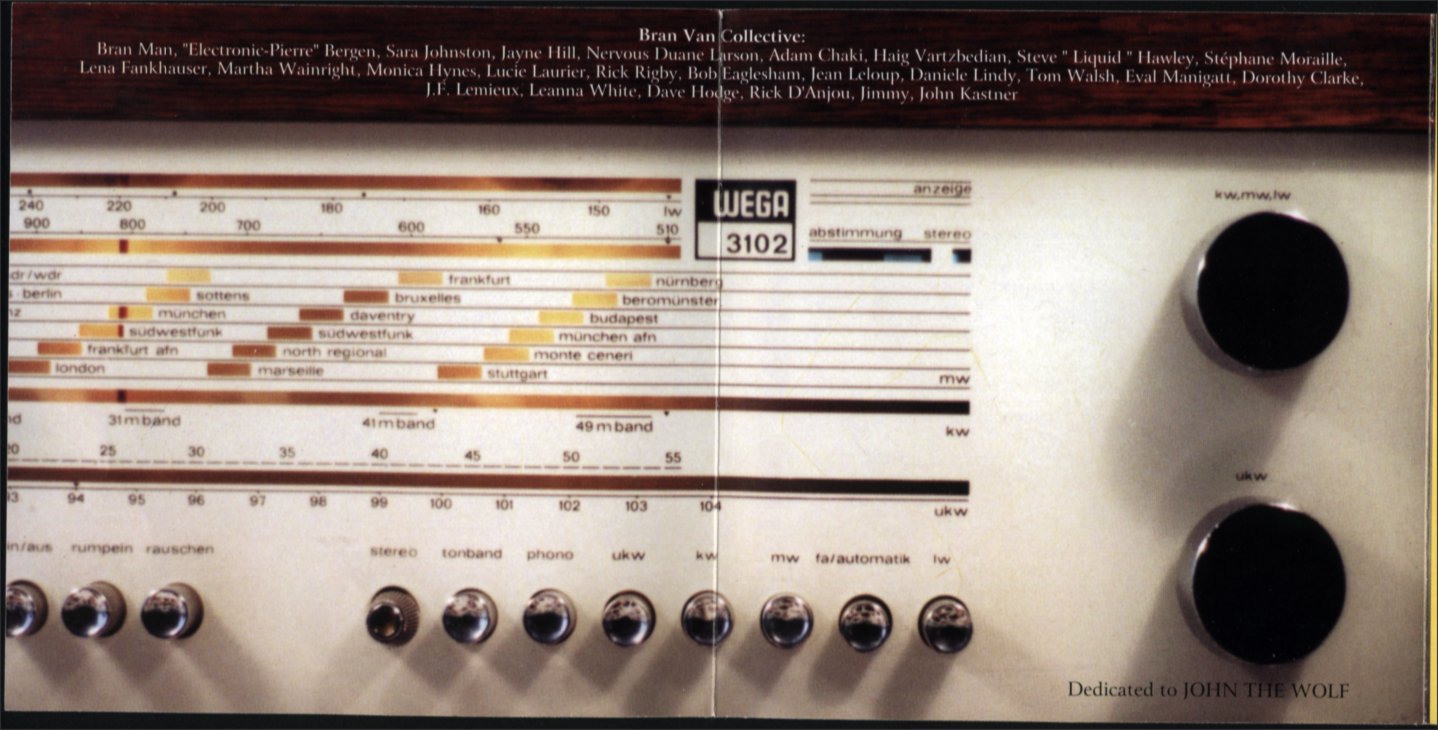 Bran Van Collective:
Bran Man, "Electronic-Pierre" Bergen, Sara Johnston, Jayne Hill, Nervous Duane Larson, Adam Chaki, Haig Vartzbedian, Steve " Liquid " Hawley, Stéphane Moraille,
Lena Fankhauser, Martha Wainright, Monica Hynes, Lucie Laurier, Rick Rigby, Bob Eaglesham, Jean Leloup, Daniele Lindy, Tom Walsh, Eval Manigatt, Dorothy Clarke,
J.F. Lemieux, Leanna White, Dave Hodge, Rick D'Anjou, Jimmy, John Kastner
anzeige
kw,mw,lw
240 220 200 180 160 150 lw
WEGA
900 800 700 600 550 510
abstimmung stereo
3102
dr/wdr frankfurt nürnberg
berlin sottens bruxelles beromünster
münchen daventry budapest
südwestfunk südwestfunk münchen afn
frankfurt afn north regional monte ceneri
london marseille stuttgart
mw
31mband 41mband 49mband
kw
25 30 35 40 45 50 55
ukw
94 95 96 97 98 99 100 101 102 103 104
ukw
in/aus rumpeln rauschen stereo tonband phono ukw kw mw fa/automatik lw
Dedicated to JOHN THE WOLF